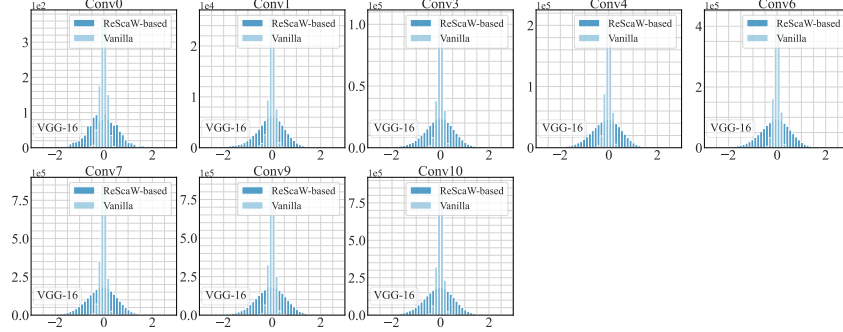 Conv0
1e2
3
2
1
0
ReScaW-based
Vanilla
VGG-16
−2
0
2
Conv1
1e4
2
1
0
ReScaW-based
Vanilla
VGG-16
−2
0
2
Conv3
1e5
1.0
0.5
0.0
ReScaW-based
Vanilla
VGG-16
−2
0
2
Conv4
1e5
2
1
0
ReScaW-based
Vanilla
VGG-16
−2
0
2
Conv6
1e5
4
2
0
ReScaW-based
Vanilla
VGG-16
−2
0
2
Conv7
1e5
7.5
5.0
2.5
0.0
ReScaW-based
Vanilla
VGG-16
−2
0
2
Conv9
1e5
7.5
5.0
2.5
0.0
ReScaW-based
Vanilla
VGG-16
−2
0
2
Conv10
1e5
7.5
5.0
2.5
0.0
ReScaW-based
Vanilla
VGG-16
−2
0
2